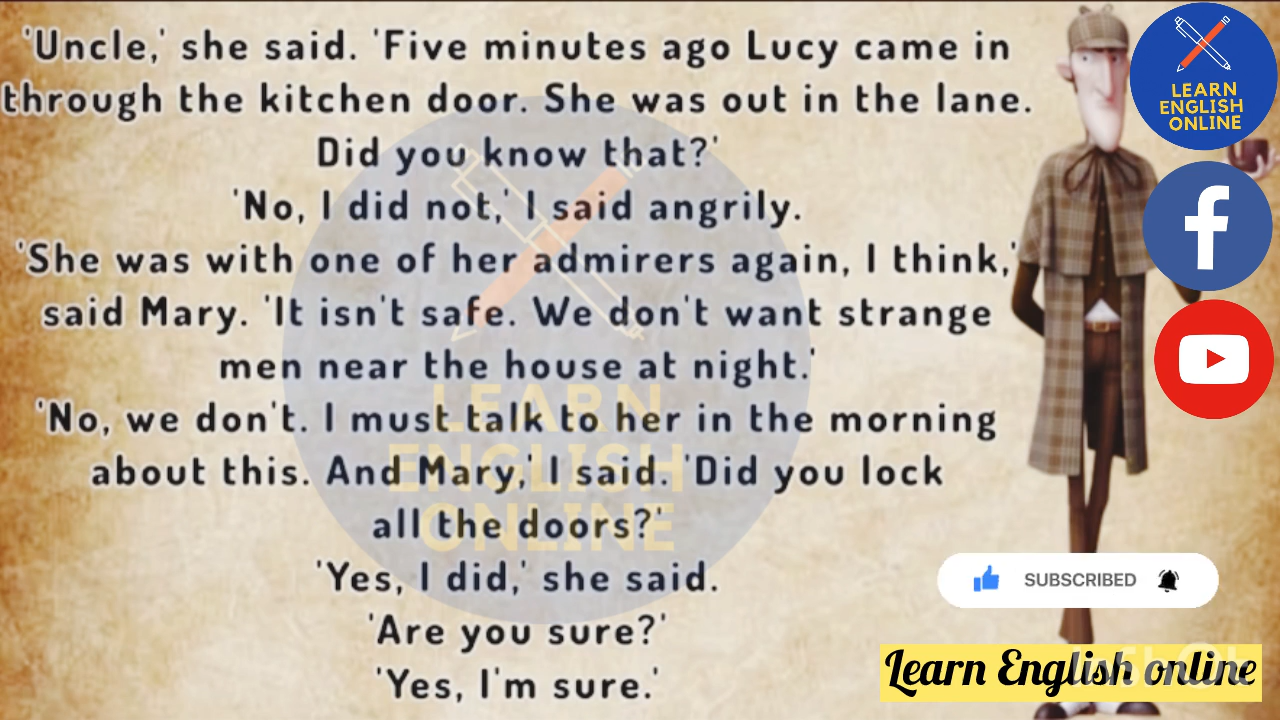 'Uncle,' she said. 'Five minutes ago Lucy came in
through the kitchen door. She was out in the lane.
Did you know that?'
'No, I did not,' I said angrily.
'She was with one of her admirers again, I think,'
said Mary. 'It isn't safe. We don't want strange
men near the house at night.'
'No, we don't. I must talk to her in the morning
about this. And Mary,' I said. 'Did you lock
all the doors?'
'Yes, I did,' she said.
'Are you sure?'
'Yes, I'm sure.'
LEARN
ENGLISH
ONLINE
LEARN
ENGLISH
ONLINE
f
SUBSCRIBED
Learn English online